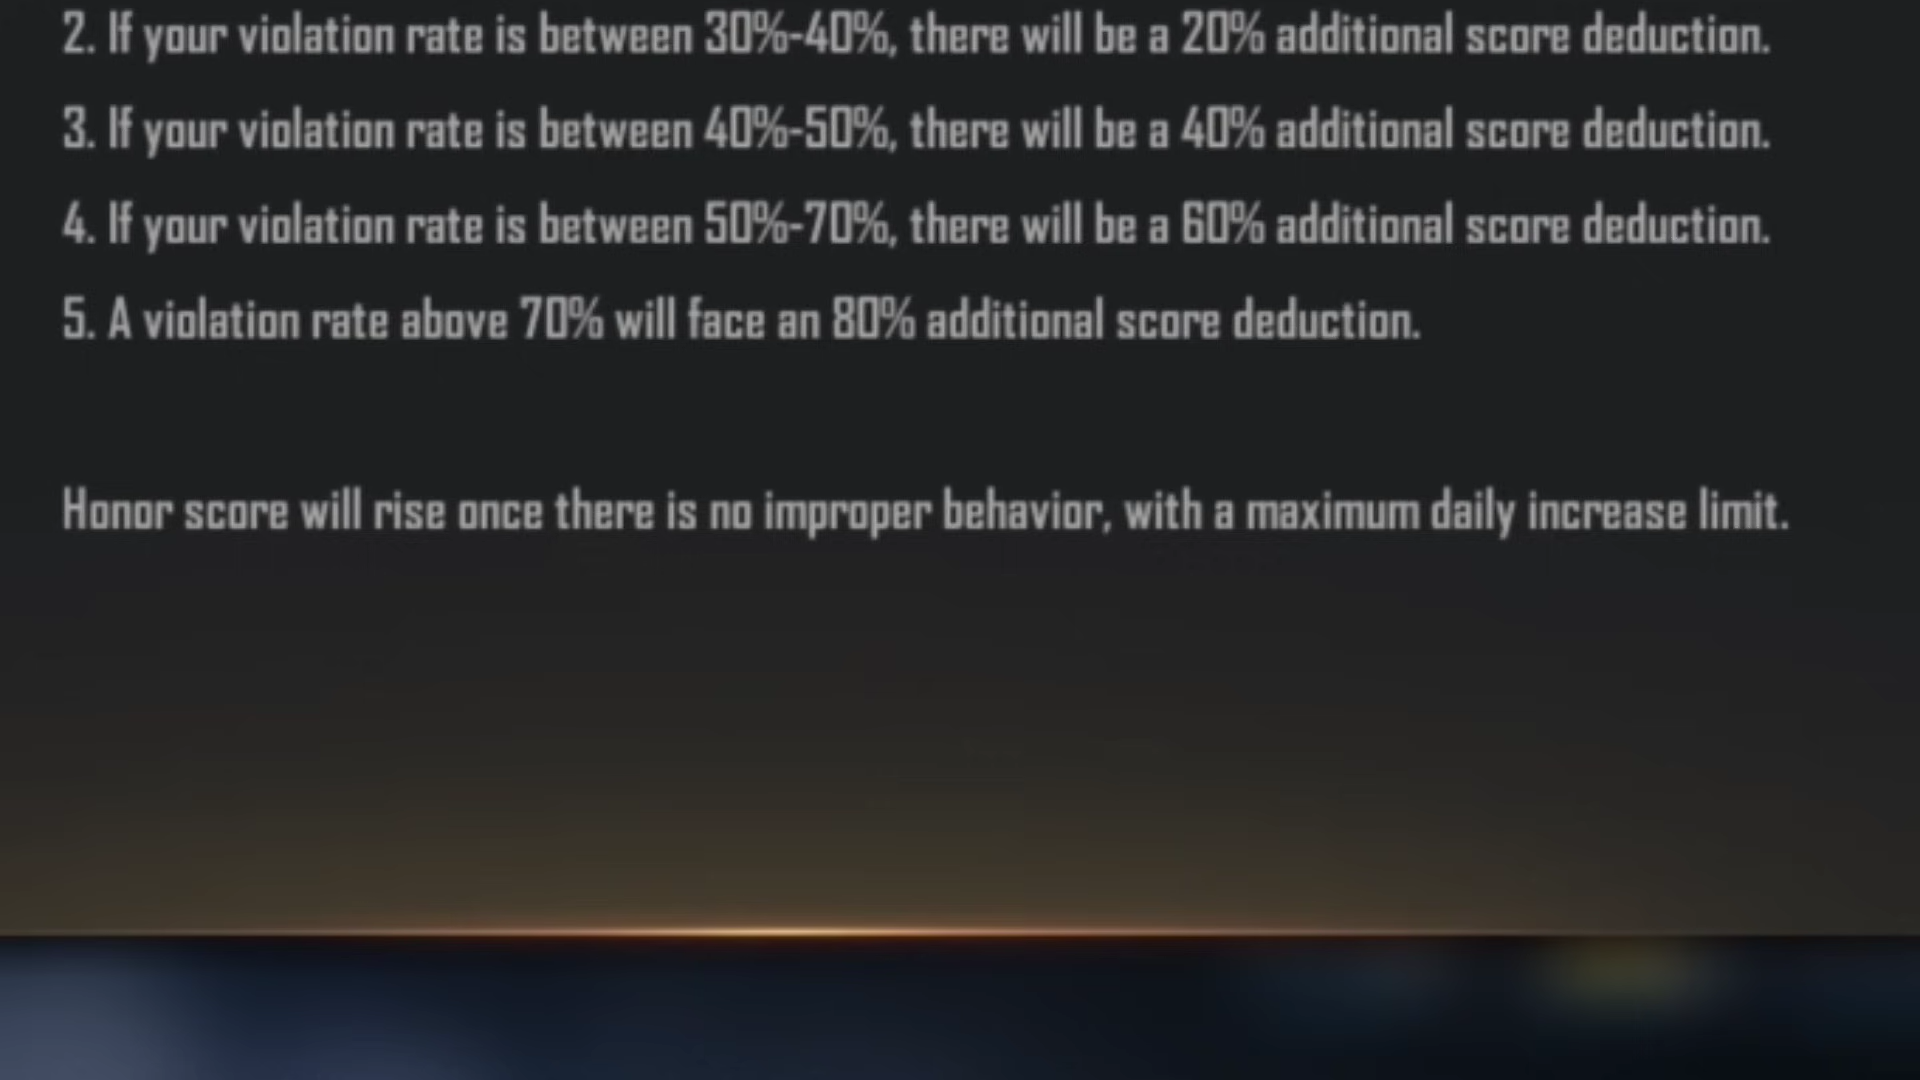 2. If your violation rate is between 30%-40%, there will be a 20% additional score deduction.
3. If your violation rate is between 40%-50%, there will be a 40% additional score deduction.
4. If your violation rate is between 50%-70%, there will be a 60% additional score deduction.
5. A violation rate above 70% will face an 80% additional score deduction.
Honor score will rise once there is no improper behavior, with a maximum daily increase limit.